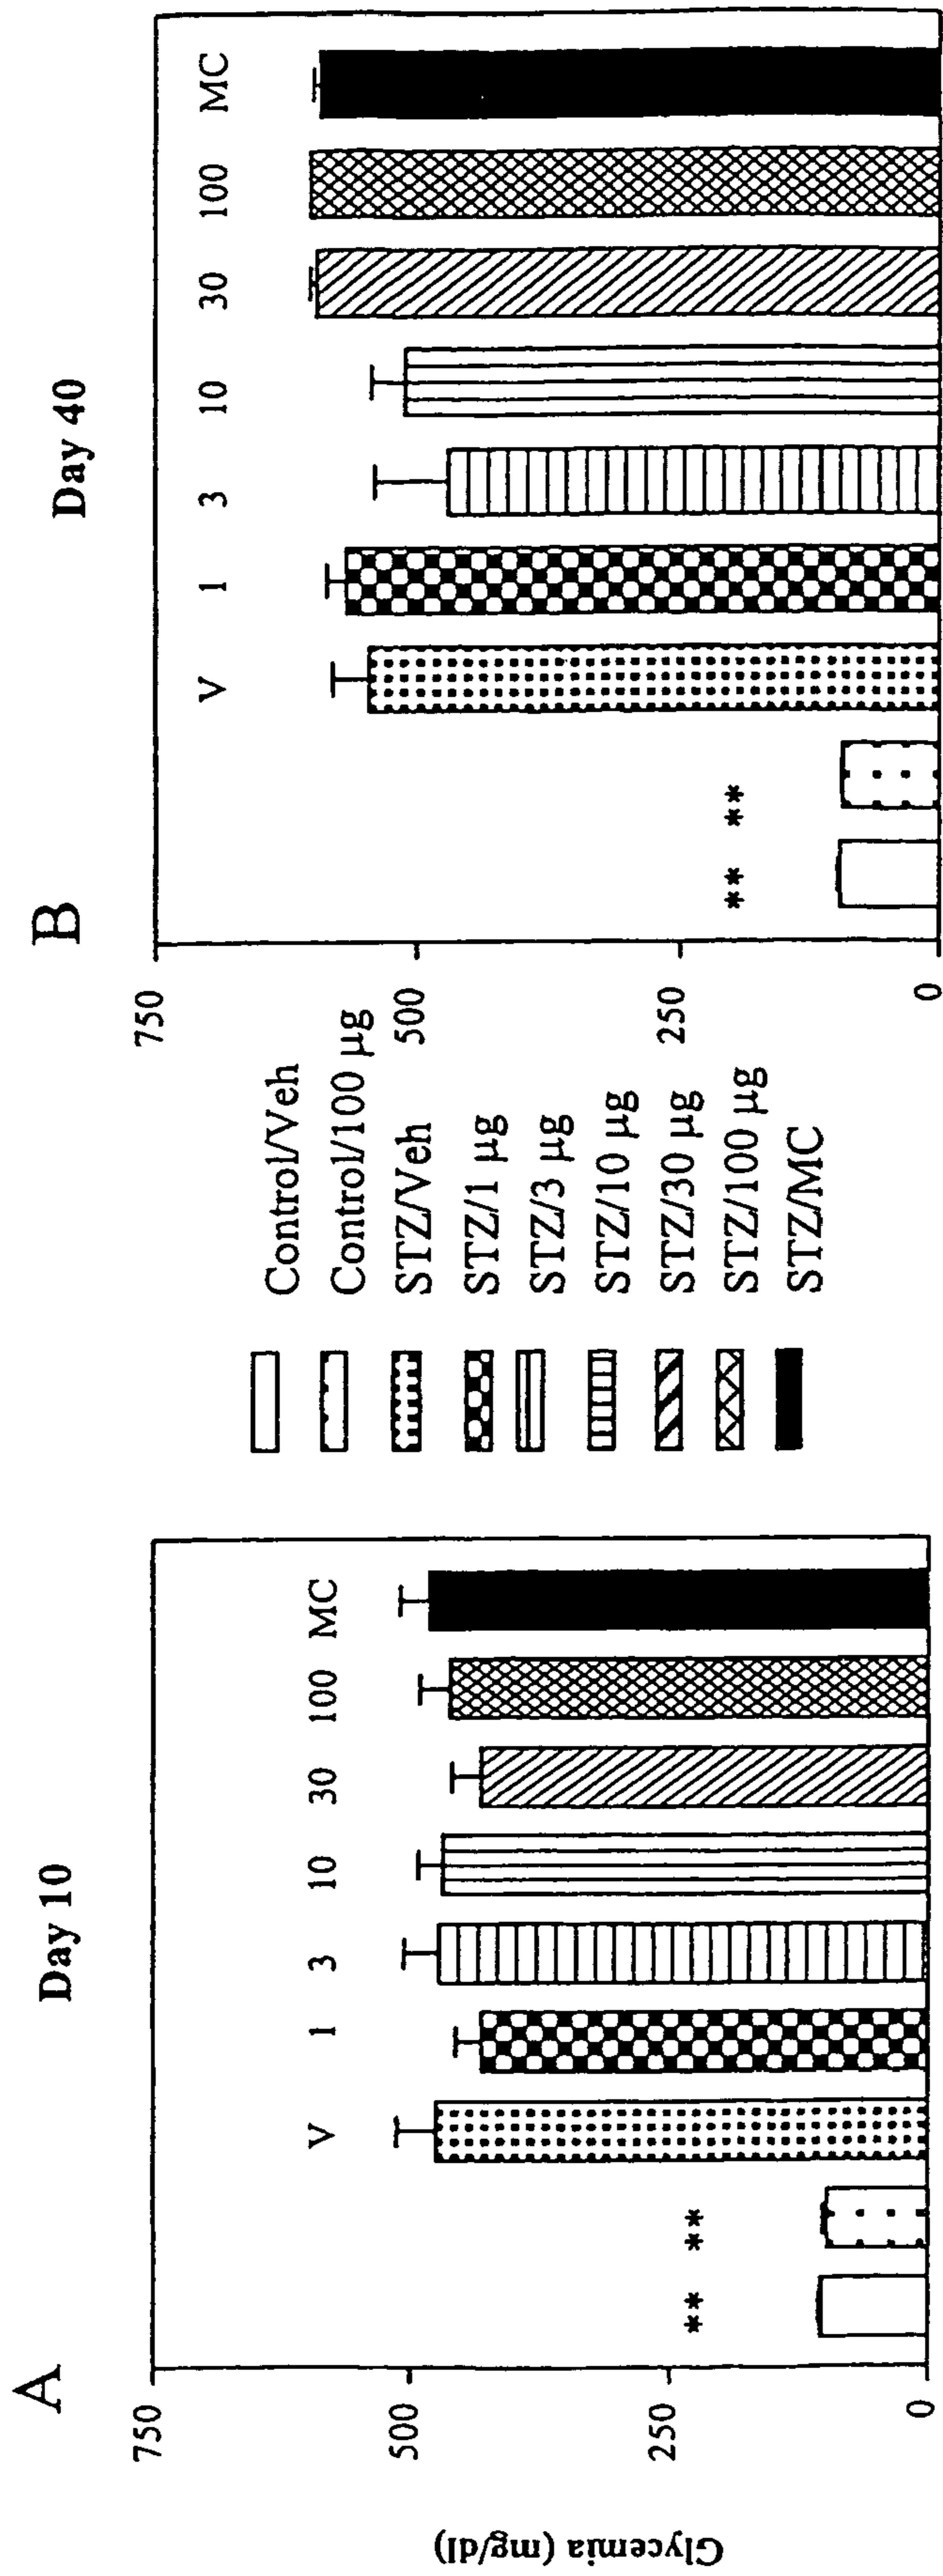 A
Day 10
Glycemia (mg/dl)
750
500
250
0
** **
V 1 3 10 30 100 MC
Control/Veh
Control/100 µg
STZ/Veh
STZ/1 µg
STZ/3 µg
STZ/10 µg
STZ/30 µg
STZ/100 µg
STZ/MC
B
Day 40
750
500
250
0
** **
V 1 3 10 30 100 MC